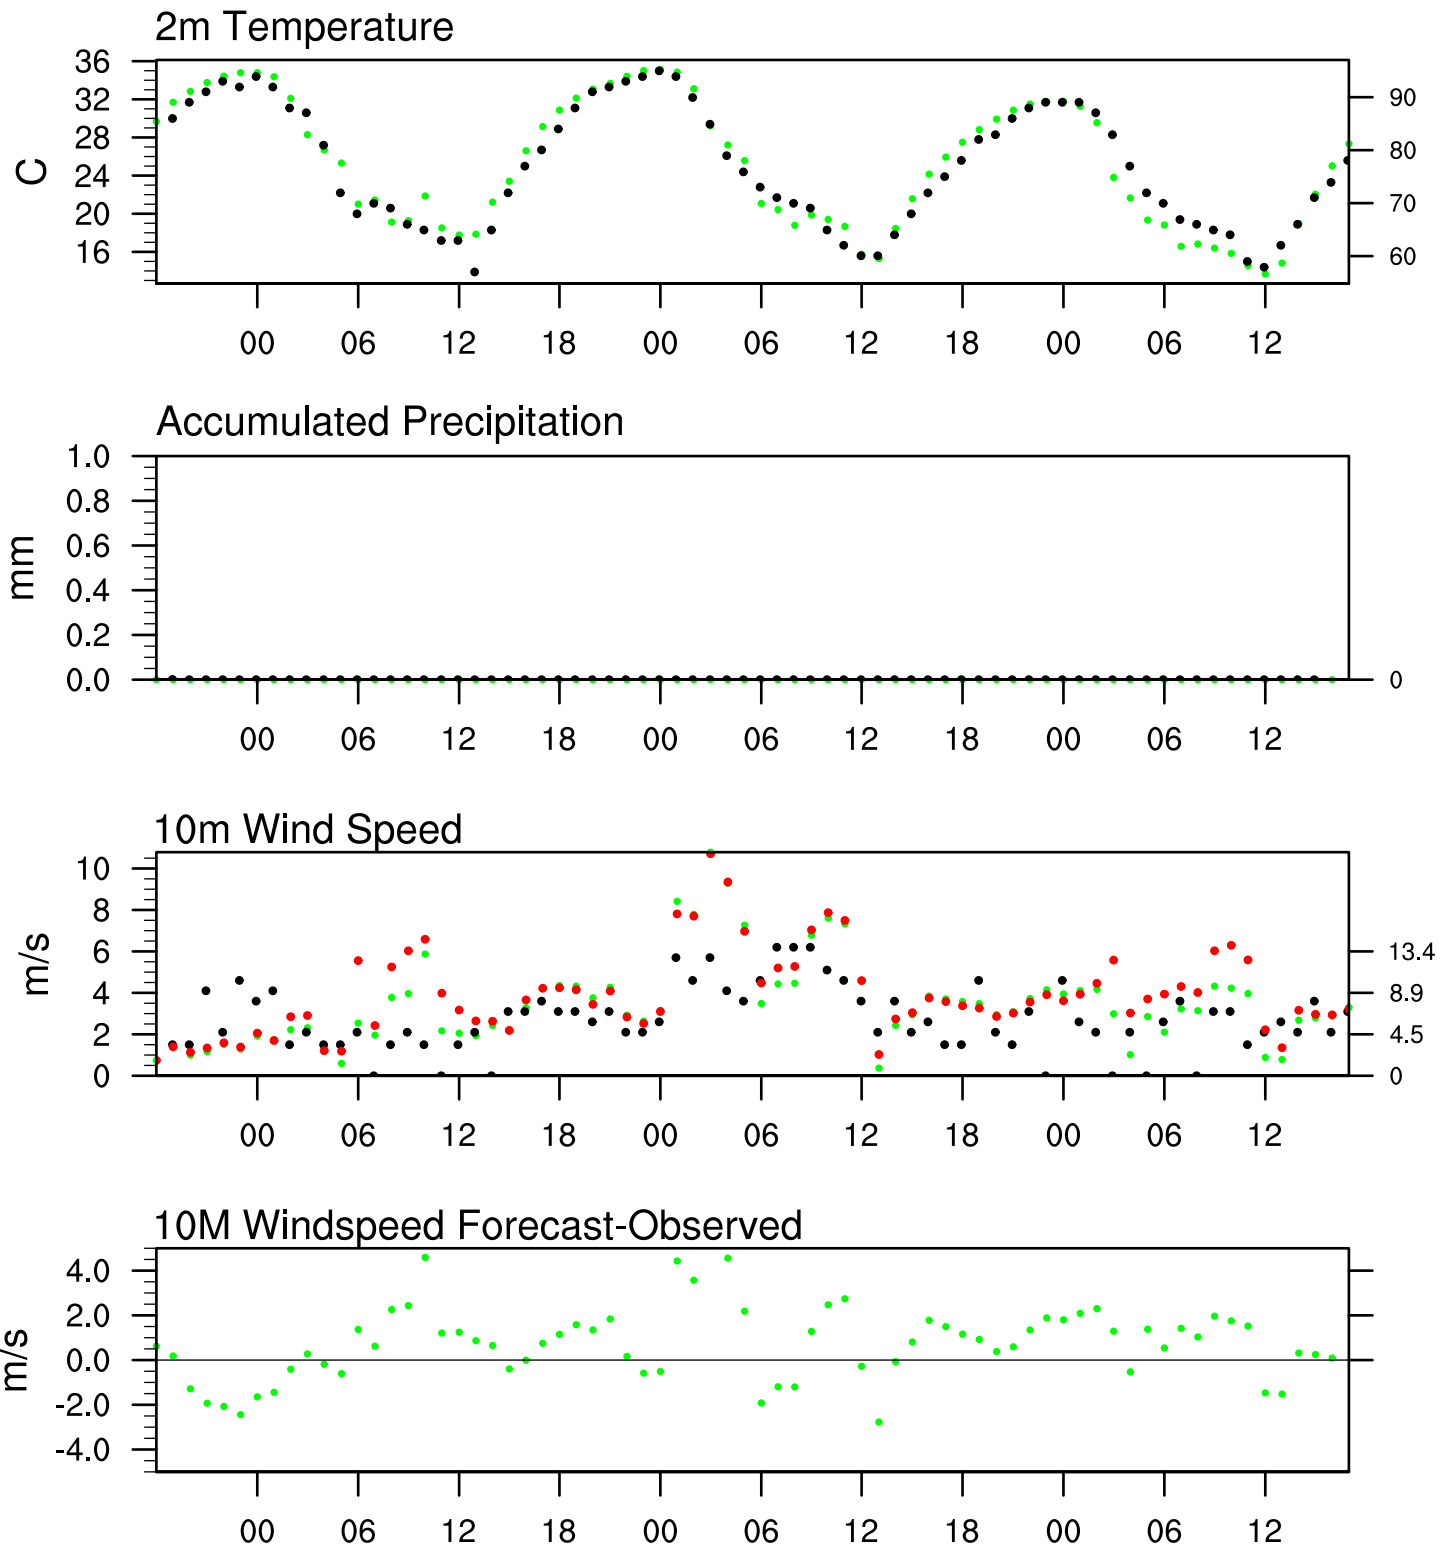 2m Temperature
36
32
28
24
20
16
C
90
80
70
60
00 06 12 18 00 06 12 18 00 06 12
Accumulated Precipitation
1.0
0.8
0.6
0.4
0.2
0.0
mm
0
00 06 12 18 00 06 12 18 00 06 12
10m Wind Speed
10
8
6
4
2
0
m/s
13.4
8.9
4.5
0
00 06 12 18 00 06 12 18 00 06 12
10M Windspeed Forecast-Observed
4.0
2.0
0.0
-2.0
-4.0
m/s
00 06 12 18 00 06 12 18 00 06 12